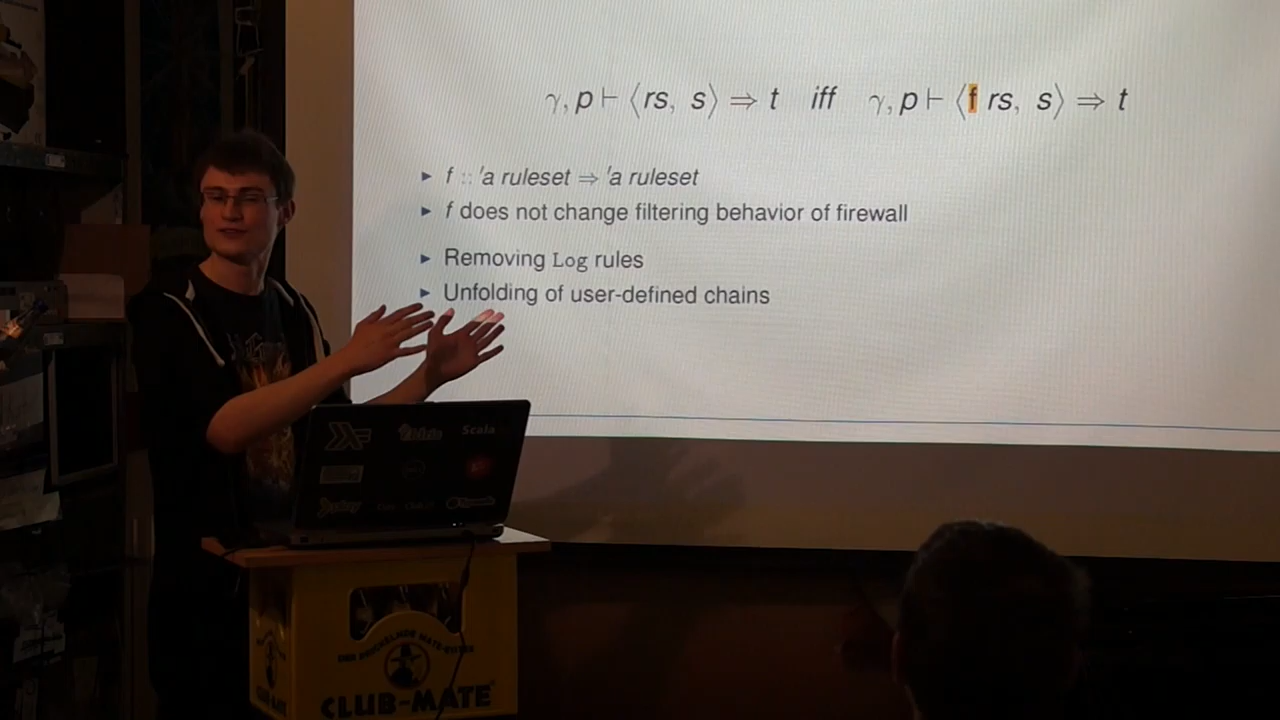 γ, p ⊢ ⟨rs, s⟩ ⇒ t iff γ, p ⊢ ⟨f rs, s⟩ ⇒ t
► f :: 'a ruleset ⇒ 'a ruleset
► f does not change filtering behavior of firewall
► Removing Log rules
► Unfolding of user-defined chains
Scala
CLUB-MATE